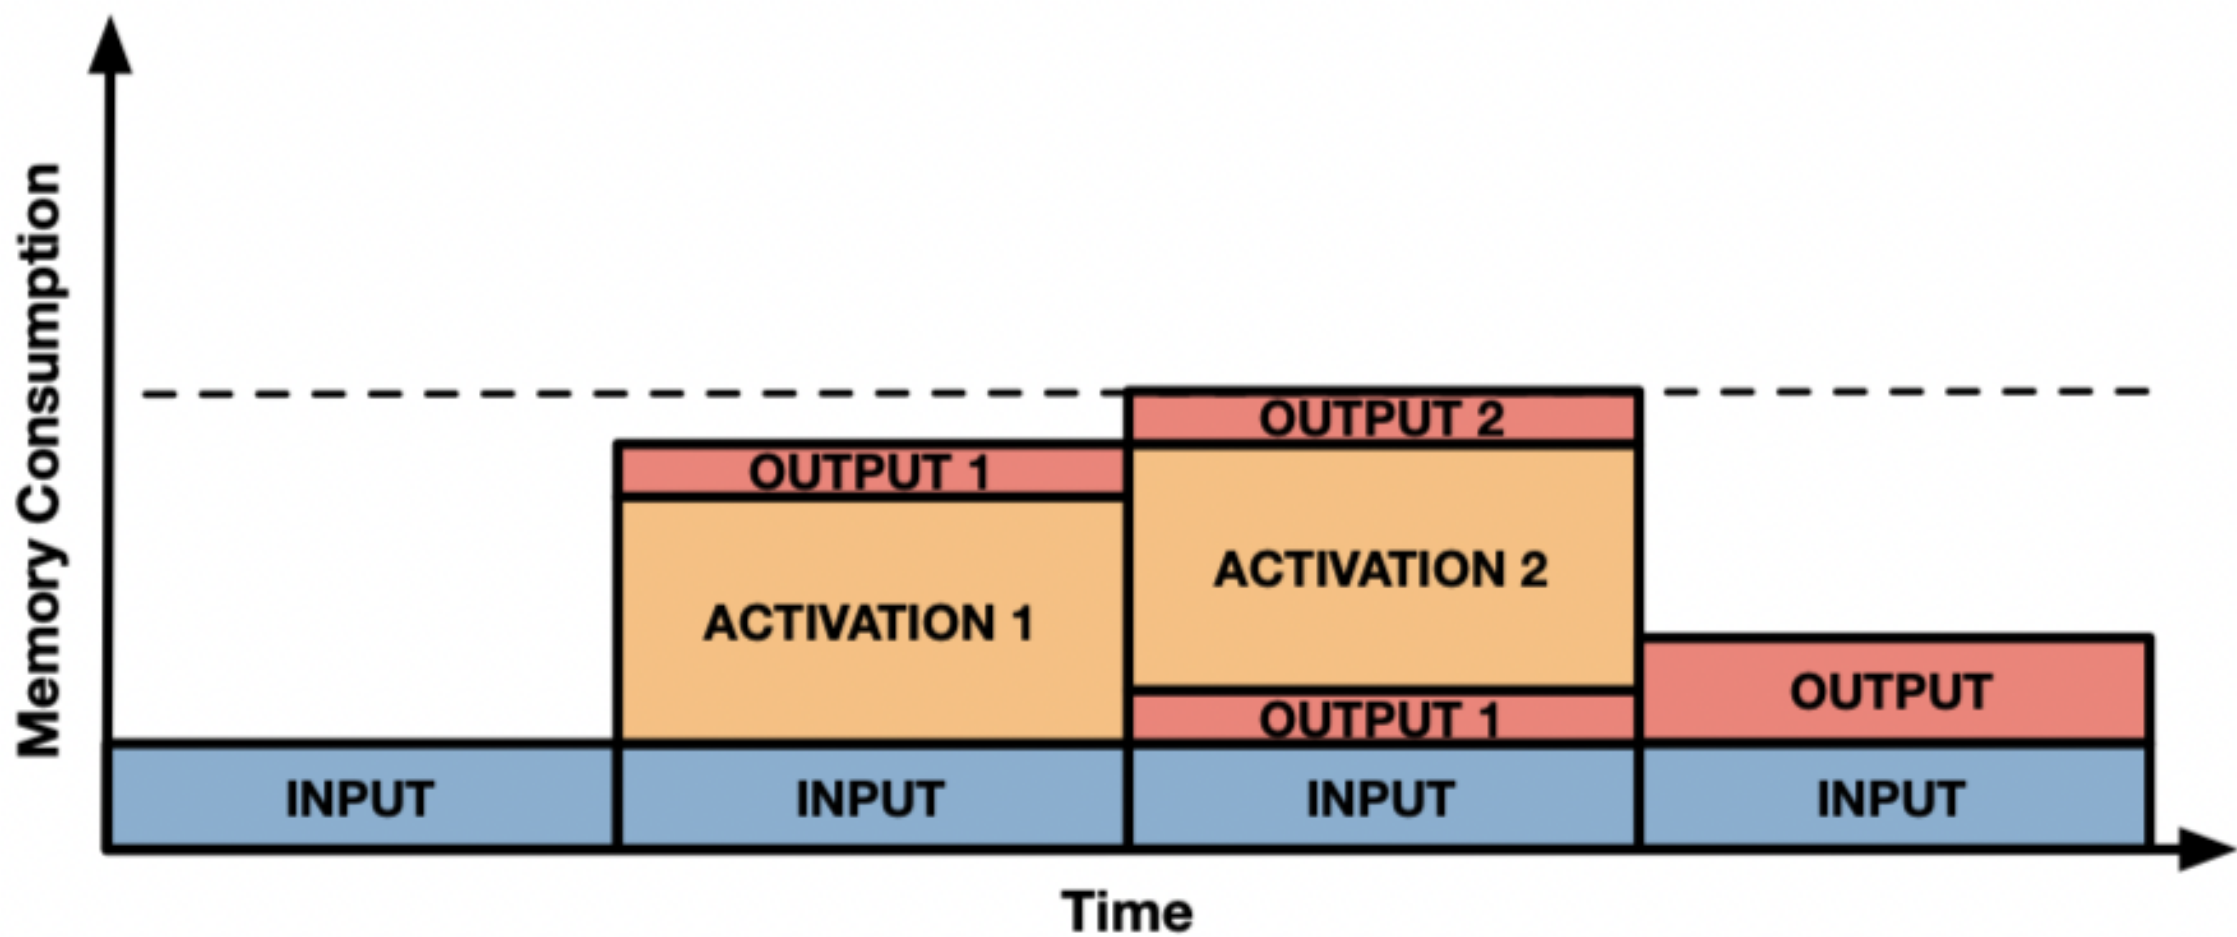 Memory Consumption
OUTPUT 2
OUTPUT 1
ACTIVATION 2
ACTIVATION 1
OUTPUT
OUTPUT 1
INPUT
INPUT
INPUT
INPUT
Time